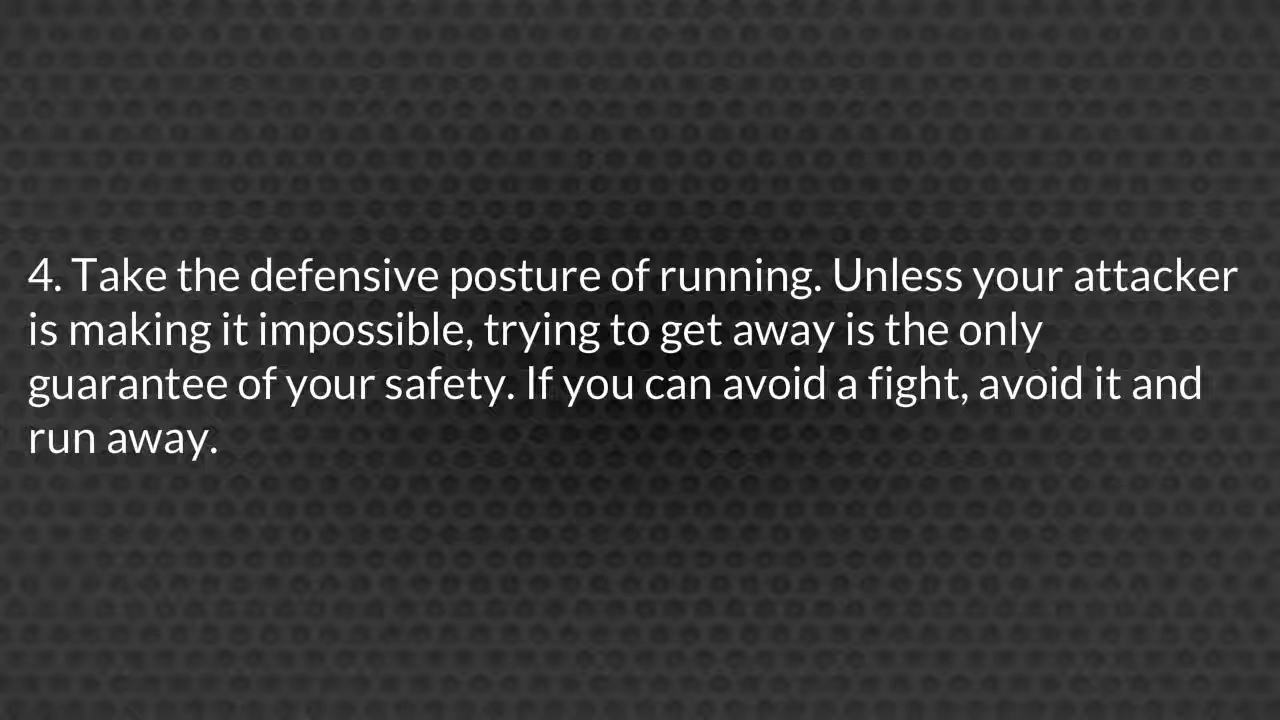 4. Take the defensive posture of running. Unless your attacker
is making it impossible, trying to get away is the only
guarantee of your safety. If you can avoid a fight, avoid it and
run away.